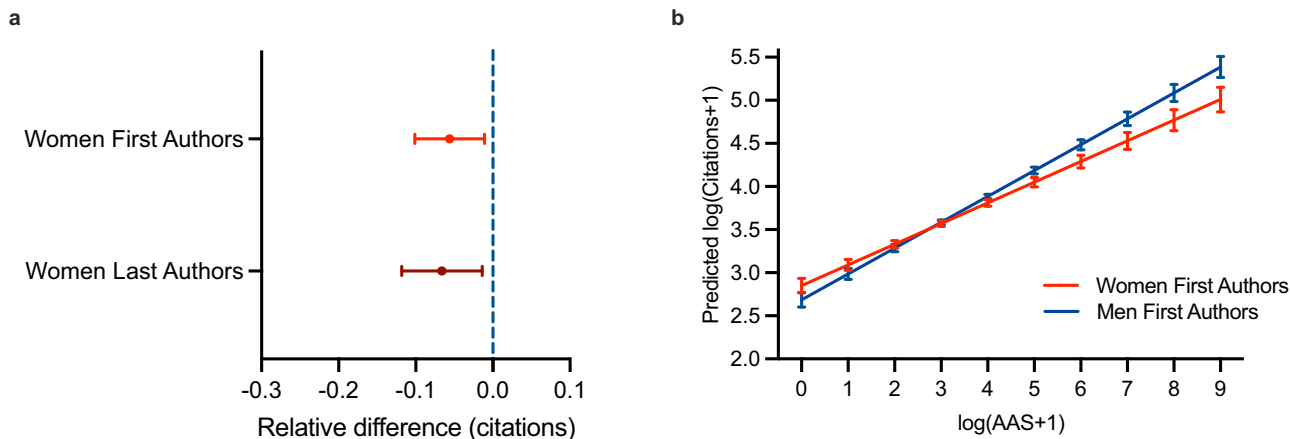 a
Women First Authors
Women Last Authors
-0.3 -0.2 -0.1 0.0 0.1
Relative difference (citations)
b
Predicted log(Citations+1)
5.5
5.0
4.5
4.0
3.5
3.0
2.5
2.0
Women First Authors
Men First Authors
0 1 2 3 4 5 6 7 8 9
log(AAS+1)